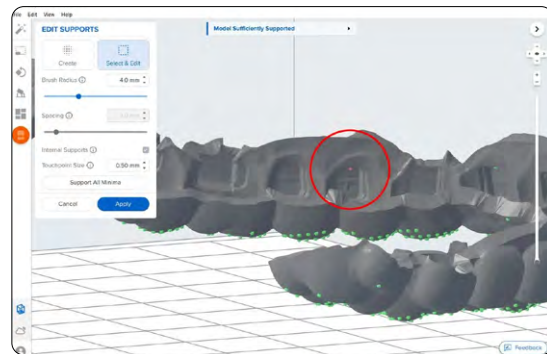 File Edit View Help
EDIT SUPPORTS
Model Sufficiently Supported
Create
Select & Edit
Brush Radius
4.0 mm
Spacing
Internal Supports
Touchpoint Size
0.50 mm
Support All Minima
Cancel
Apply
Feedback